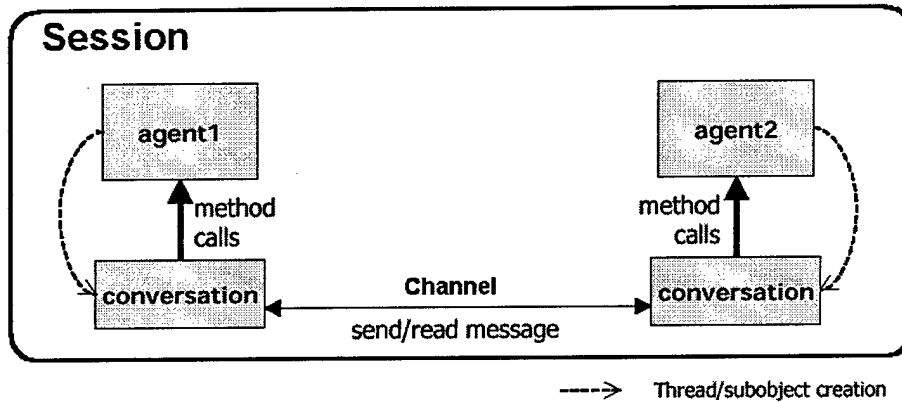 Session
agent1
agent2
method
calls
method
calls
conversation
Channel
conversation
send/read message
Thread/subobject creation